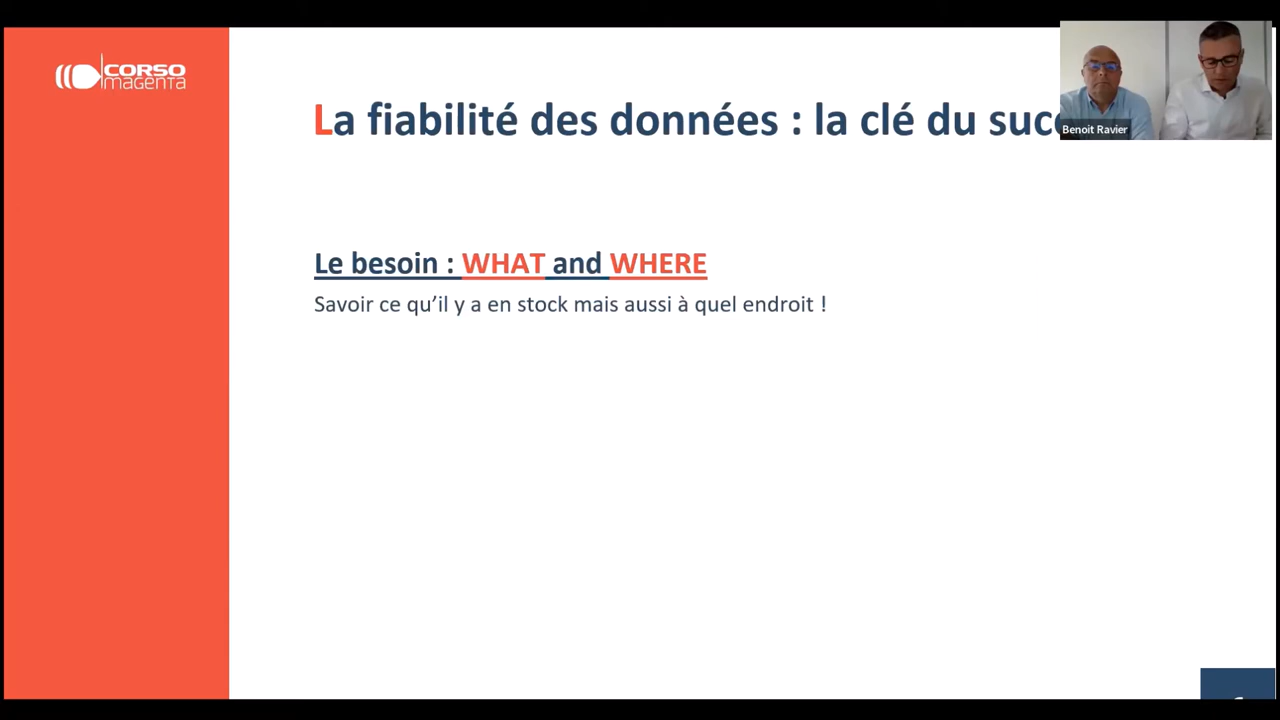 CORSO
magenta
La fiabilité des données : la clé du
Benoit Ravier
Le besoin : WHAT and WHERE
Savoir ce qu’il y a en stock mais aussi à quel endroit !